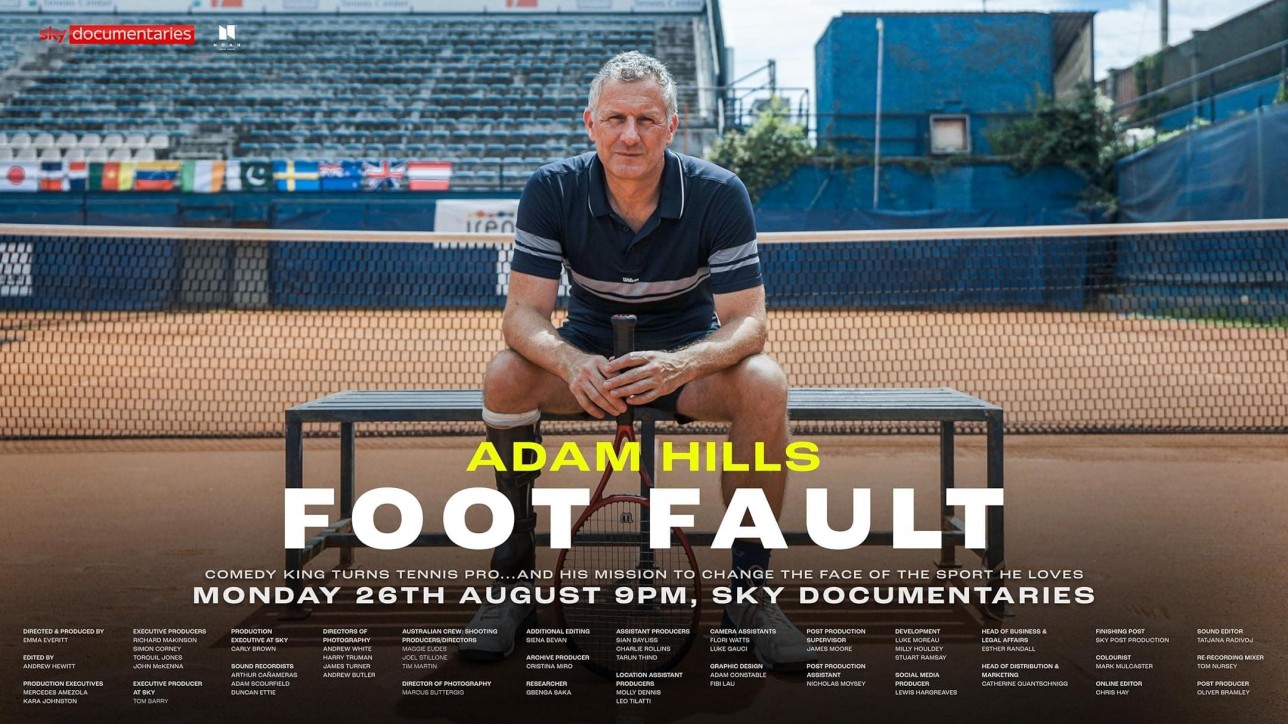 Tennis Center
Tennis Center
sky documentaries
NOAH
iren
Wilson
ADAM HILLS
FOOT FAULT
COMEDY KING TURNS TENNIS PRO...AND HIS MISSION TO CHANGE THE FACE OF THE SPORT HE LOVES
MONDAY 26TH AUGUST 9PM, SKY DOCUMENTARIES
DIRECTED & PRODUCED BY
EMMA EVERITT
EDITED BY
ANDREW HEWITT
PRODUCTION EXECUTIVES
MERCEDES AMEZOLA
KARA JOHNSTON
EXECUTIVE PRODUCERS
RICHARD MAKINSON
SIMON CORNEY
TORQUIL JONES
JOHN McKENNA
EXECUTIVE PRODUCER
AT SKY
TOM BARRY
PRODUCTION
EXECUTIVE AT SKY
CARLY BROWN
SOUND RECORDISTS
ARTHUR CAÑAMERAS
ADAM SCOURFIELD
DUNCAN ETTIE
DIRECTORS OF
PHOTOGRAPHY
ANDREW WHITE
HARRY TRUMAN
JAMES TURNER
ANDREW BUTLER
AUSTRALIAN CREW: SHOOTING
PRODUCERS/DIRECTORS
MAGGIE EUDES
JOEL STILLONE
TIM MARTIN
DIRECTOR OF PHOTOGRAPHY
MARCUS BUTTERGIG
ADDITIONAL EDITING
SIENA BEVAN
ARCHIVE PRODUCER
CRISTINA MIRO
RESEARCHER
GBENGA SAKA
ASSISTANT PRODUCERS
SIAN BAYLISS
CHARLIE ROLLINS
TARUN THIND
LOCATION ASSISTANT
PRODUCERS
MOLLY DENNIS
LEO TILATTI
CAMERA ASSISTANTS
FLORI WATTS
LUKE GAUCI
GRAPHIC DESIGN
ADAM CONSTABLE
FIBI LAU
POST PRODUCTION
SUPERVISOR
JAMES MOORE
POST PRODUCTION
ASSISTANT
NICHOLAS MOYSEY
DEVELOPMENT
LUKE MOREAU
MILLY HOULDEY
STUART RAMSAY
SOCIAL MEDIA
PRODUCER
LEWIS HARGREAVES
HEAD OF BUSINESS &
LEGAL AFFAIRS
ESTHER RANDALL
HEAD OF DISTRIBUTION &
MARKETING
CATHERINE QUANTSCHNIGG
FINISHING POST
SKY POST PRODUCTION
COLOURIST
MARK MULCASTER
ONLINE EDITOR
CHRIS HAY
SOUND EDITOR
TATJANA RADIVOJ
RE-RECORDING MIXER
TOM NURSEY
POST PRODUCER
OLIVER BRAMLEY